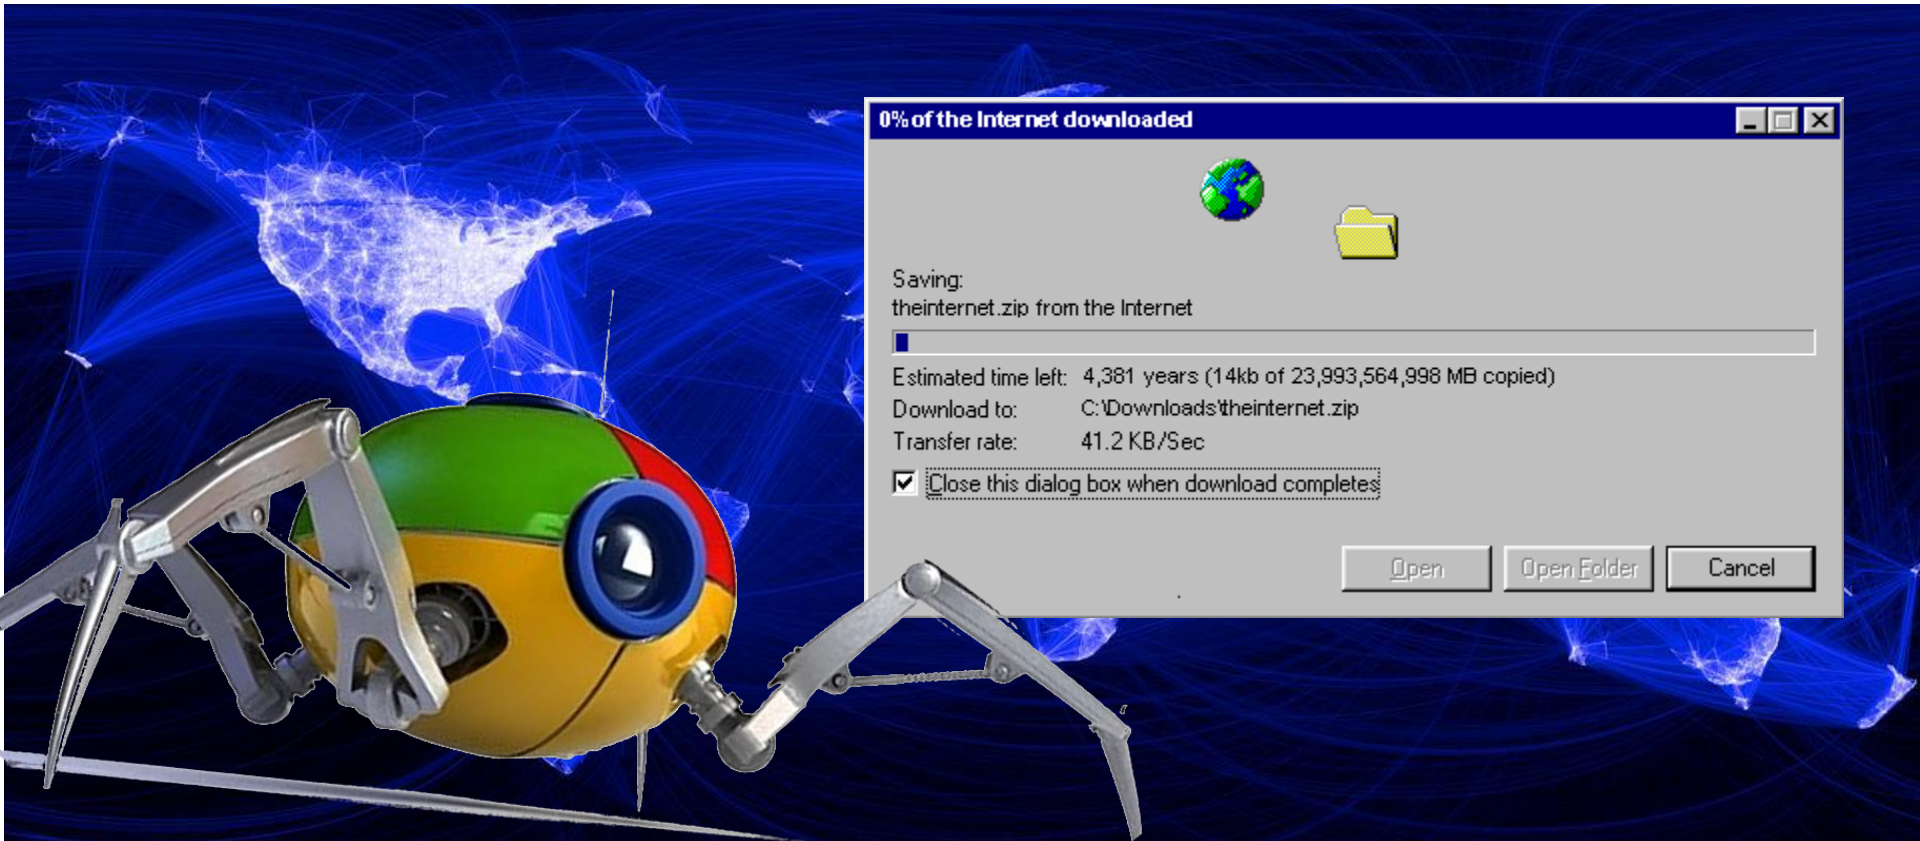 0% of the Internet downloaded
Saving:
theinternet.zip from the Internet
Estimated time left: 4,381 years (14kb of 23,993,564,998 MB copied)
Download to: C:\Downloads\theinternet.zip
Transfer rate: 41.2 KB/Sec
Close this dialog box when download completes
Open Open Folder Cancel